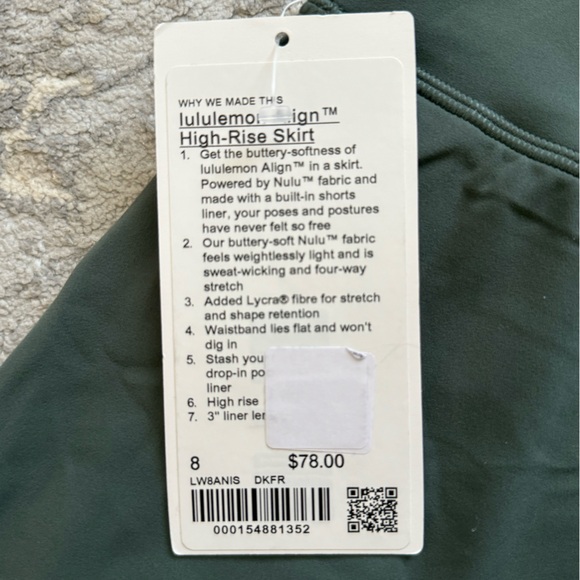 WHY WE MADE THIS
lululemon Align™
High-Rise Skirt
1. Get the buttery-softness of
lululemon Align™ in a skirt.
Powered by Nulu™ fabric and
made with a built-in shorts
liner, your poses and postures
have never felt so free
2. Our buttery-soft Nulu™ fabric
feels weightlessly light and is
sweat-wicking and four-way
stretch
3. Added Lycra® fibre for stretch
and shape retention
4. Waistband lies flat and won't
dig in
5. Stash you
drop-in po
liner
6. High rise
7. 3" liner
8 $78.00
LW8ANIS DKFR
000154881352